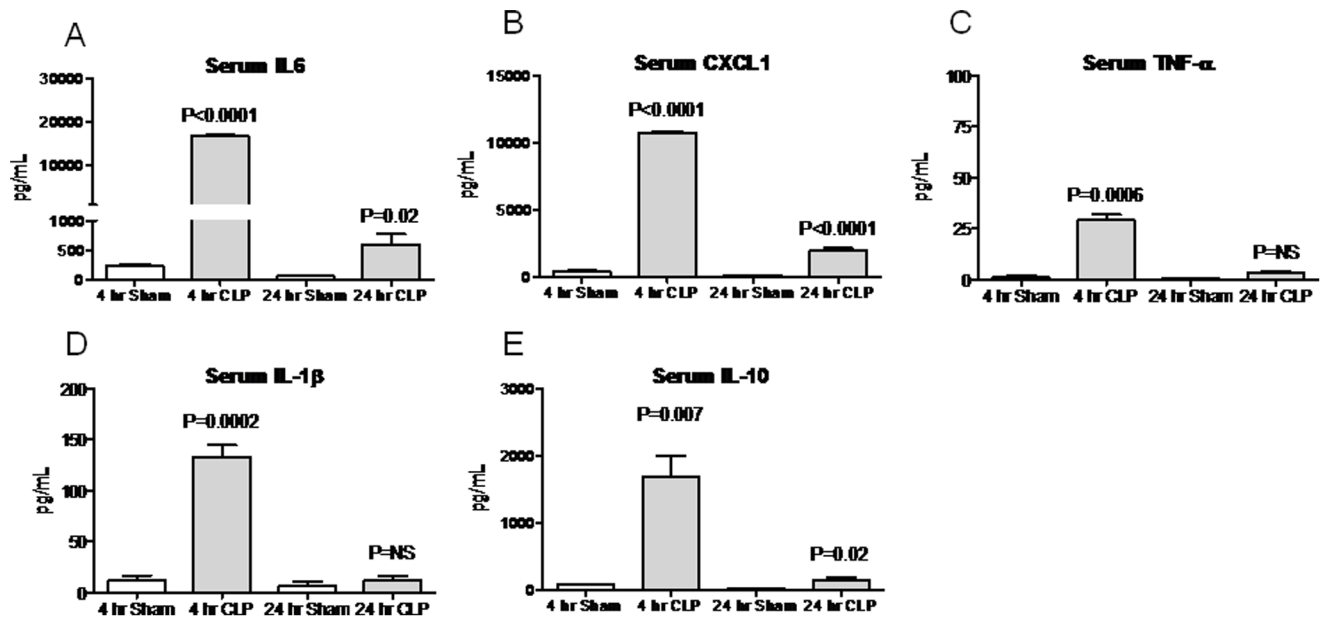 A
Serum IL6
30000
20000
10000
1000
500
0
pg/mL
P<0.0001
P=0.02
4 hr Sham 4 hr CLP 24 hr Sham 24 hr CLP
B
Serum CXCL1
15000
10000
5000
0
pg/mL
P<0.0001
P<0.0001
4 hr Sham 4 hr CLP 24 hr Sham 24 hr CLP
C
Serum TNF-α
100
75
50
25
0
pg/mL
P=0.0006
P=NS
4 hr Sham 4 hr CLP 24 hr Sham 24 hr CLP
D
Serum IL-1β
200
150
100
50
0
pg/mL
P=0.0002
P=NS
4 hr Sham 4 hr CLP 24 hr Sham 24 hr CLP
E
Serum IL-10
3000
2000
1000
0
pg/mL
P=0.007
P=0.02
4 hr Sham 4 hr CLP 24 hr Sham 24 hr CLP